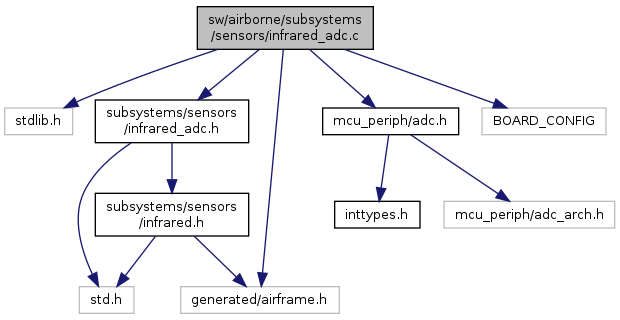 sw/airborne/subsystems
/sensors/infrared_adc.c
stdlib.h
subsystems/sensors
/infrared_adc.h
mcu_periph/adc.h
BOARD_CONFIG
subsystems/sensors
/infrared.h
inttypes.h
mcu_periph/adc_arch.h
std.h
generated/airframe.h